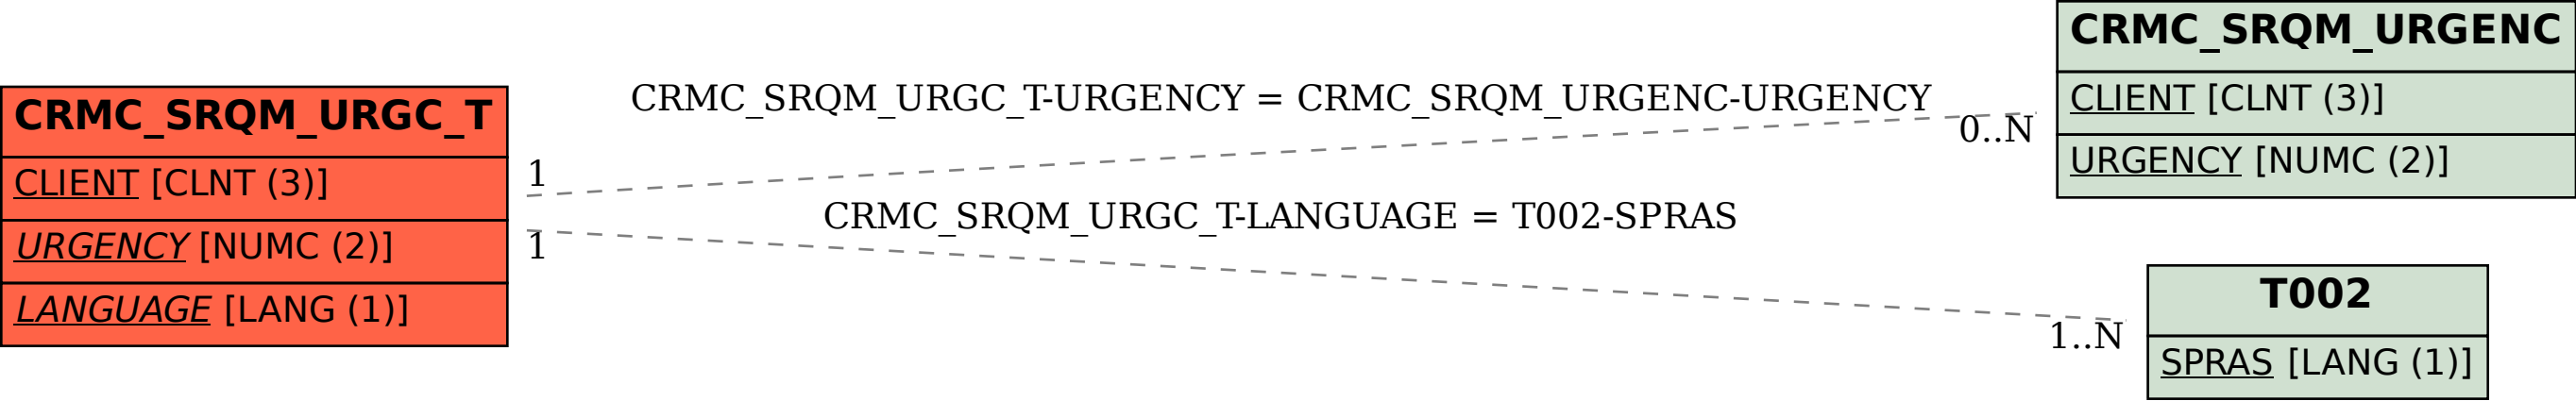 CRMC_SRQM_URGC_T
CLIENT [CLNT (3)]
URGENCY [NUMC (2)]
LANGUAGE [LANG (1)]
CRMC_SRQM_URGC_T-URGENCY = CRMC_SRQM_URGENC-URGENCY
1
0..N
CRMC_SRQM_URGC_T-LANGUAGE = T002-SPRAS
1
1..N
CRMC_SRQM_URGENC
CLIENT [CLNT (3)]
URGENCY [NUMC (2)]
T002
SPRAS [LANG (1)]